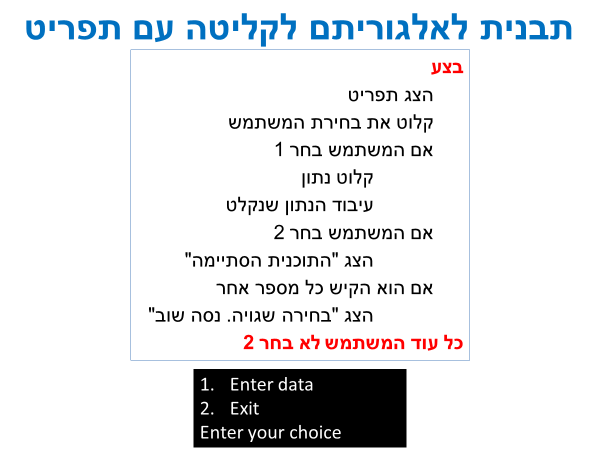 תבנית לאלגוריתם לקליטה עם תפריט
בצע
הצג תפריט
קלוט את בחירת המשתמש
אם המשתמש בחר 1
קלוט נתון
עיבוד הנתון שנקלט
אם המשתמש בחר 2
הצג "התוכנית הסתיימה"
אם הוא הקיש כל מספר אחר
הצג "בחירה שגויה. נסה שוב"
כל עוד המשתמש לא בחר 2
1. Enter data
2. Exit
Enter your choice